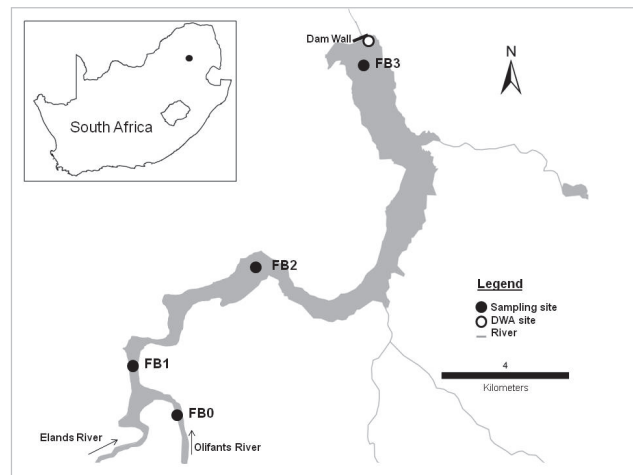 Dam Wall
FB3
N
South Africa
FB2
Legend
Sampling site
DWA site
River
4
Kilometers
FB1
FB0
Elands River
Olifants River